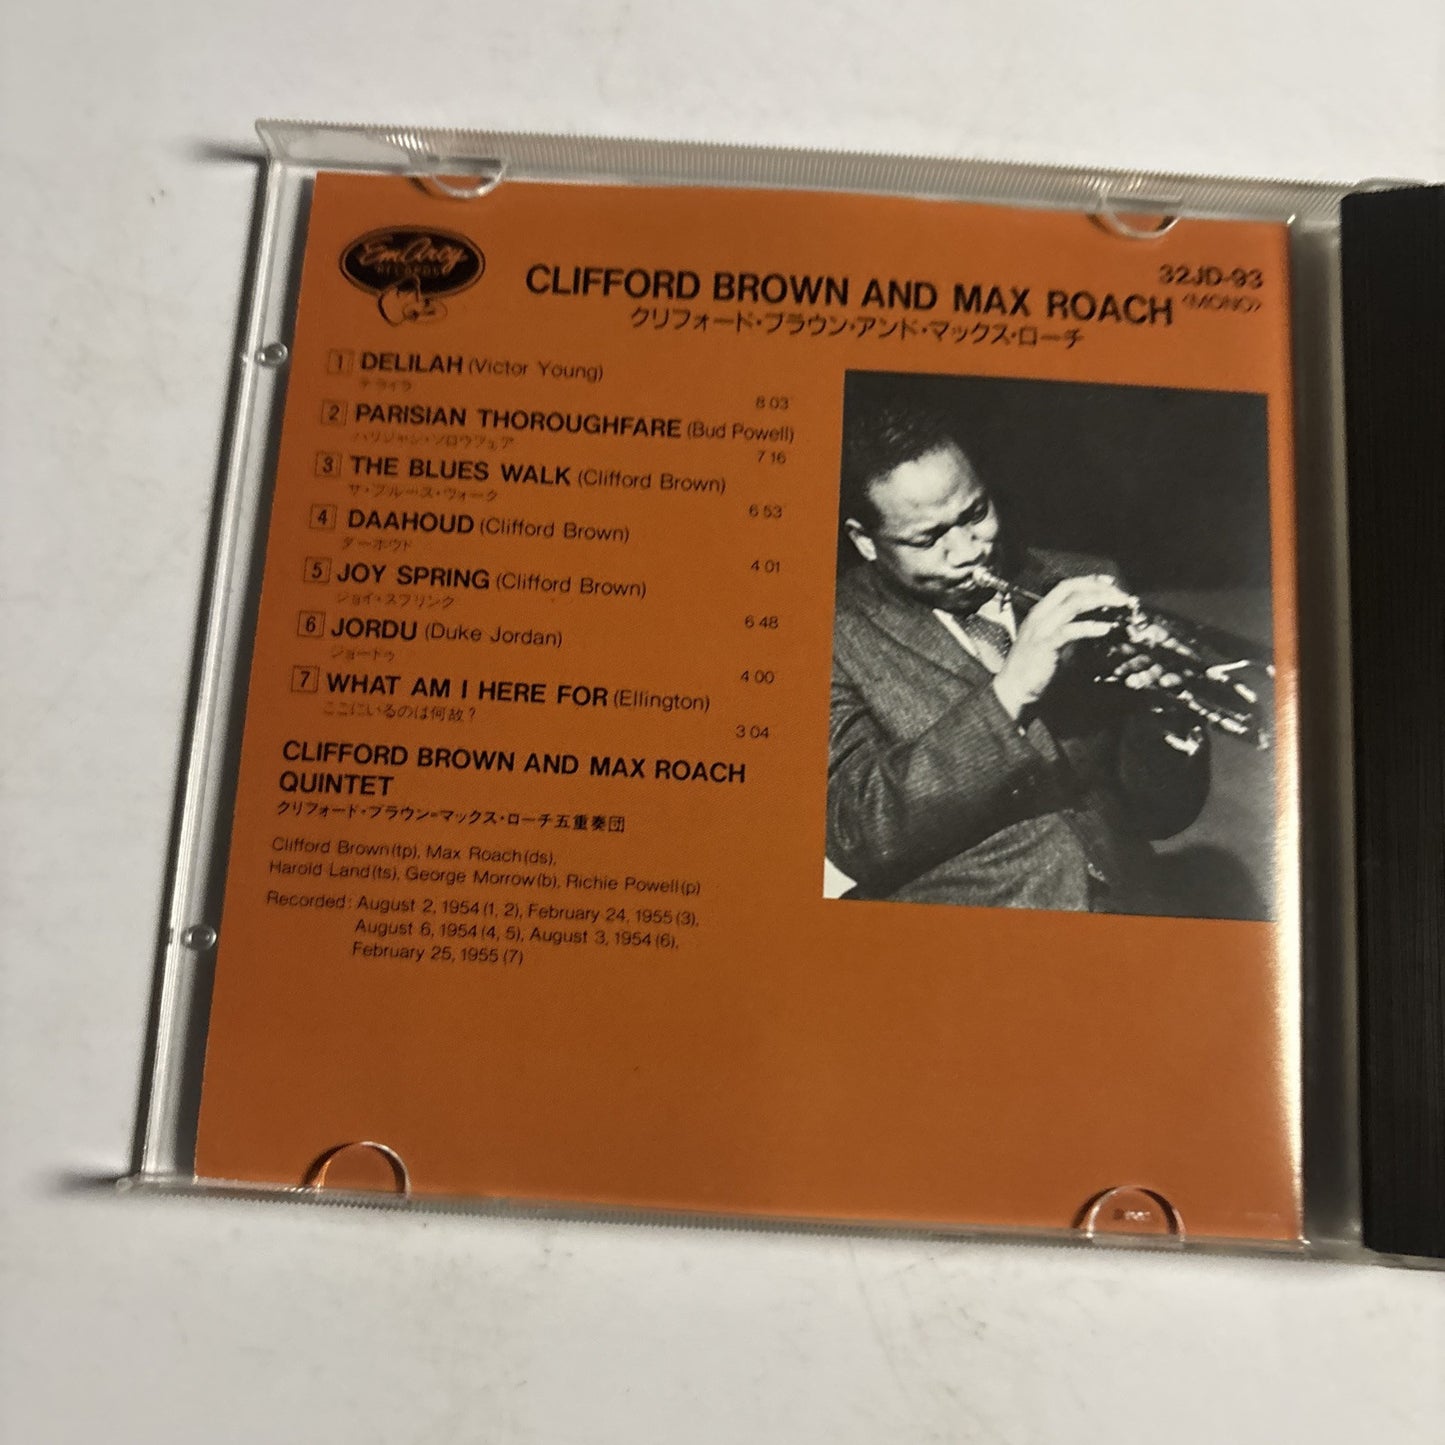 EmArcy
RECORDS
32JD-93
CLIFFORD BROWN AND MAX ROACH <MONO>
クリフォード・ブラウン・アンド・マックス・ローチ
1 DELILAH (Victor Young)
デライラ
8 03
2 PARISIAN THOROUGHFARE (Bud Powell)
パリジャン・ソロウフェア
7 16
3 THE BLUES WALK (Clifford Brown)
ザ・ブルース・ウォーク
6 53
4 DAAHOUD (Clifford Brown)
ダーホウド
4 01
5 JOY SPRING (Clifford Brown)
ジョイ・スプリング
6 48
6 JORDU (Duke Jordan)
ジョードゥ
4 00
7 WHAT AM I HERE FOR (Ellington)
ここにいるのは何故?
3 04
CLIFFORD BROWN AND MAX ROACH
QUINTET
クリフォード・ブラウン=マックス・ローチ五重奏団
Clifford Brown(tp), Max Roach(ds),
Harold Land(ts), George Morrow(b), Richie Powell(p)
Recorded: August 2, 1954 (1, 2), February 24, 1955 (3),
August 6, 1954 (4, 5), August 3, 1954 (6),
February 25, 1955 (7)